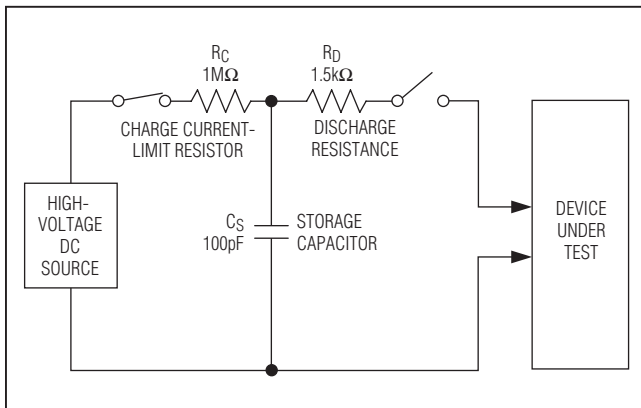 RC
1MΩ
CHARGE CURRENT-
LIMIT RESISTOR
RD
1.5kΩ
DISCHARGE
RESISTANCE
HIGH-
VOLTAGE
DC
SOURCE
CS
100pF
STORAGE
CAPACITOR
DEVICE
UNDER
TEST